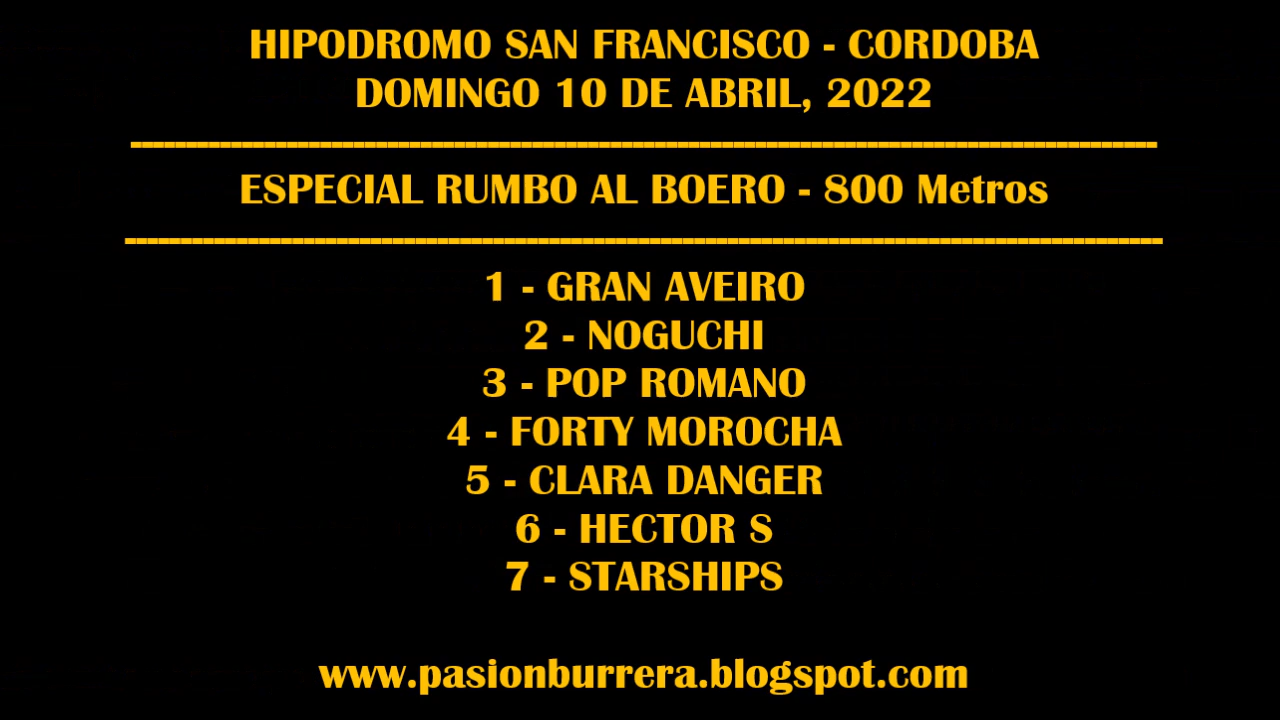 HIPODROMO SAN FRANCISCO - CORDOBA
DOMINGO 10 DE ABRIL, 2022
ESPECIAL RUMBO AL BOERO - 800 Metros
1 - GRAN AVEIRO
2 - NOGUCHI
3 - POP ROMANO
4 - FORTY MOROCHA
5 - CLARA DANGER
6 - HECTOR S
7 - STARSHIPS
www.pasionburrera.blogspot.com